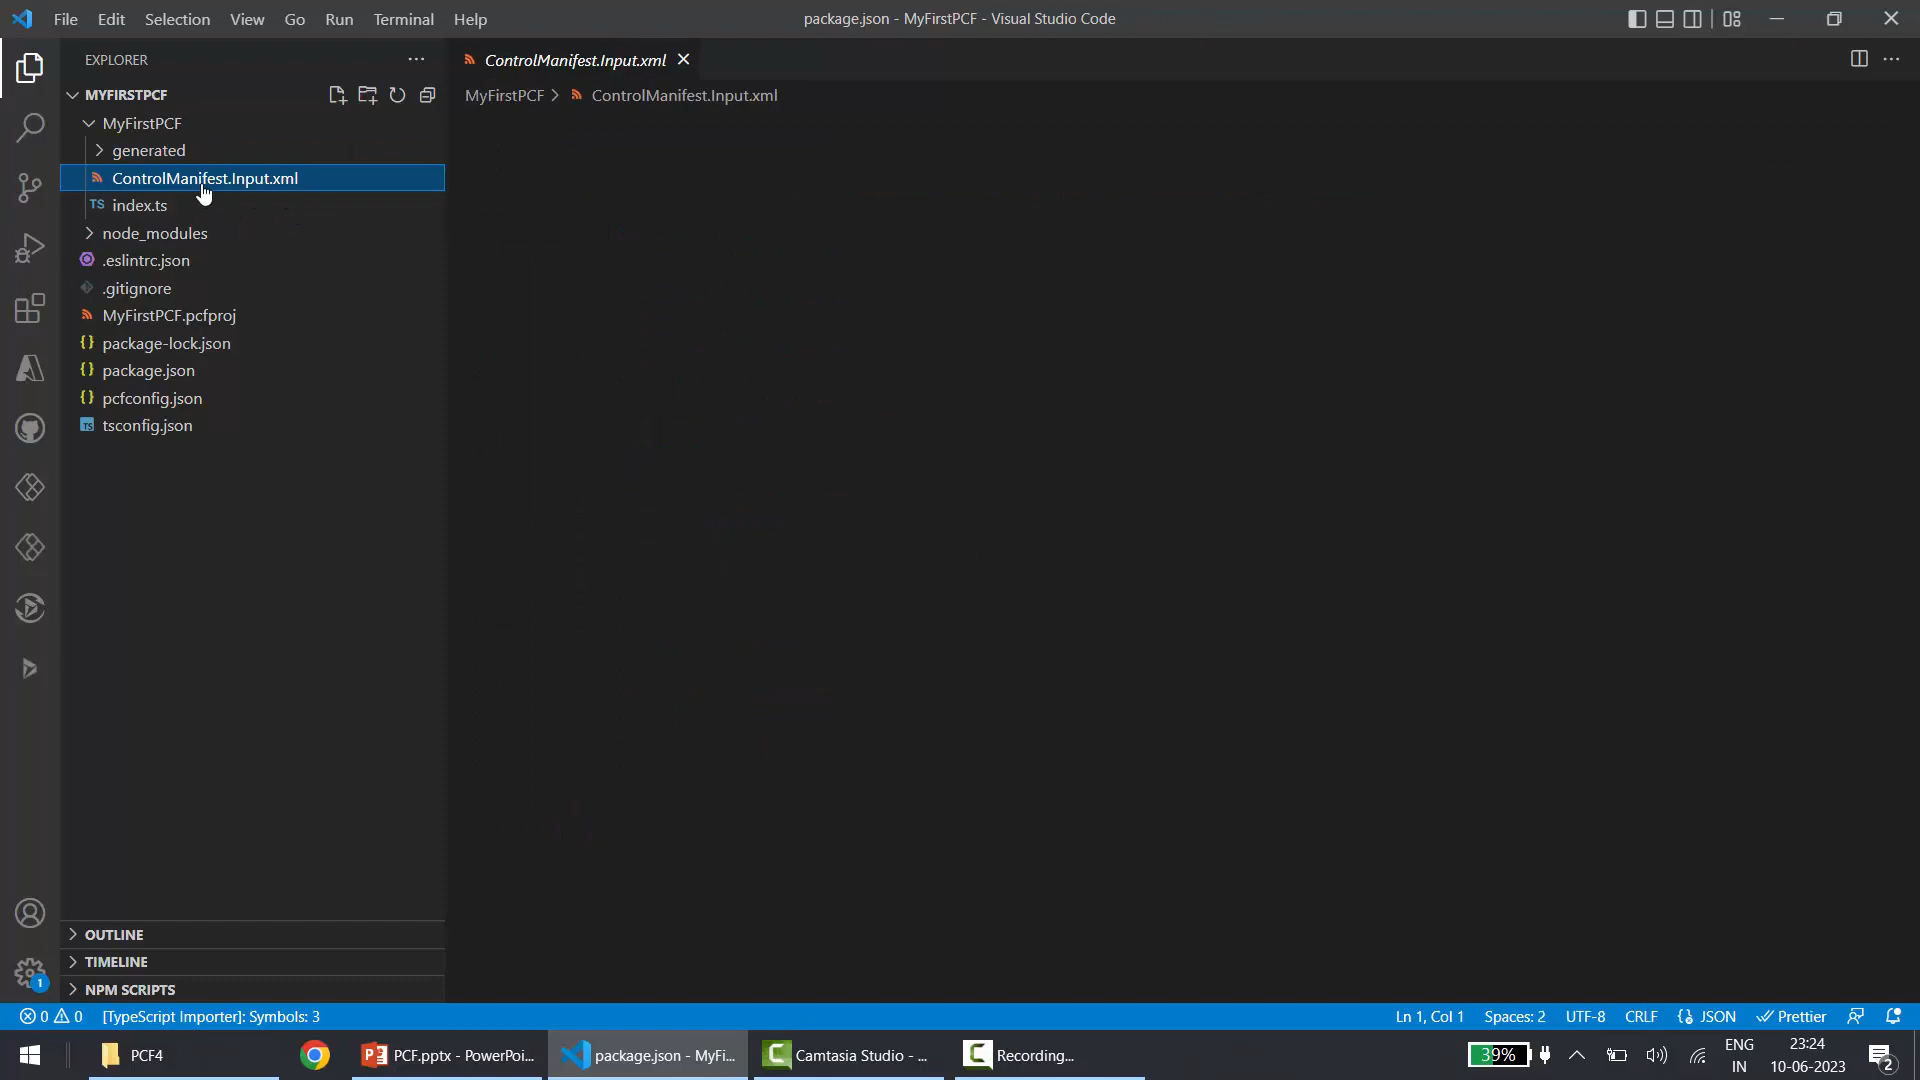 File Edit Selection View Go Run Terminal Help
package.json - MyFirstPCF - Visual Studio Code
EXPLORER
MYFIRSTPCF
MyFirstPCF
generated
ControlManifest.Input.xml
TS index.ts
node_modules
.eslintrc.json
.gitignore
MyFirstPCF.pcfproj
{} package-lock.json
{} package.json
{} pcfconfig.json
TS tsconfig.json
OUTLINE
TIMELINE
NPM SCRIPTS
ControlManifest.Input.xml
MyFirstPCF > ControlManifest.Input.xml
1
0 0 [TypeScript Importer]: Symbols: 3
Ln 1, Col 1 Spaces: 2 UTF-8 CRLF {} JSON Prettier
PCF4
PCF.pptx - PowerPoi...
package.json - MyFi...
Camtasia Studio - ...
Recording...
39%
ENG
IN
23:24
10-06-2023
2